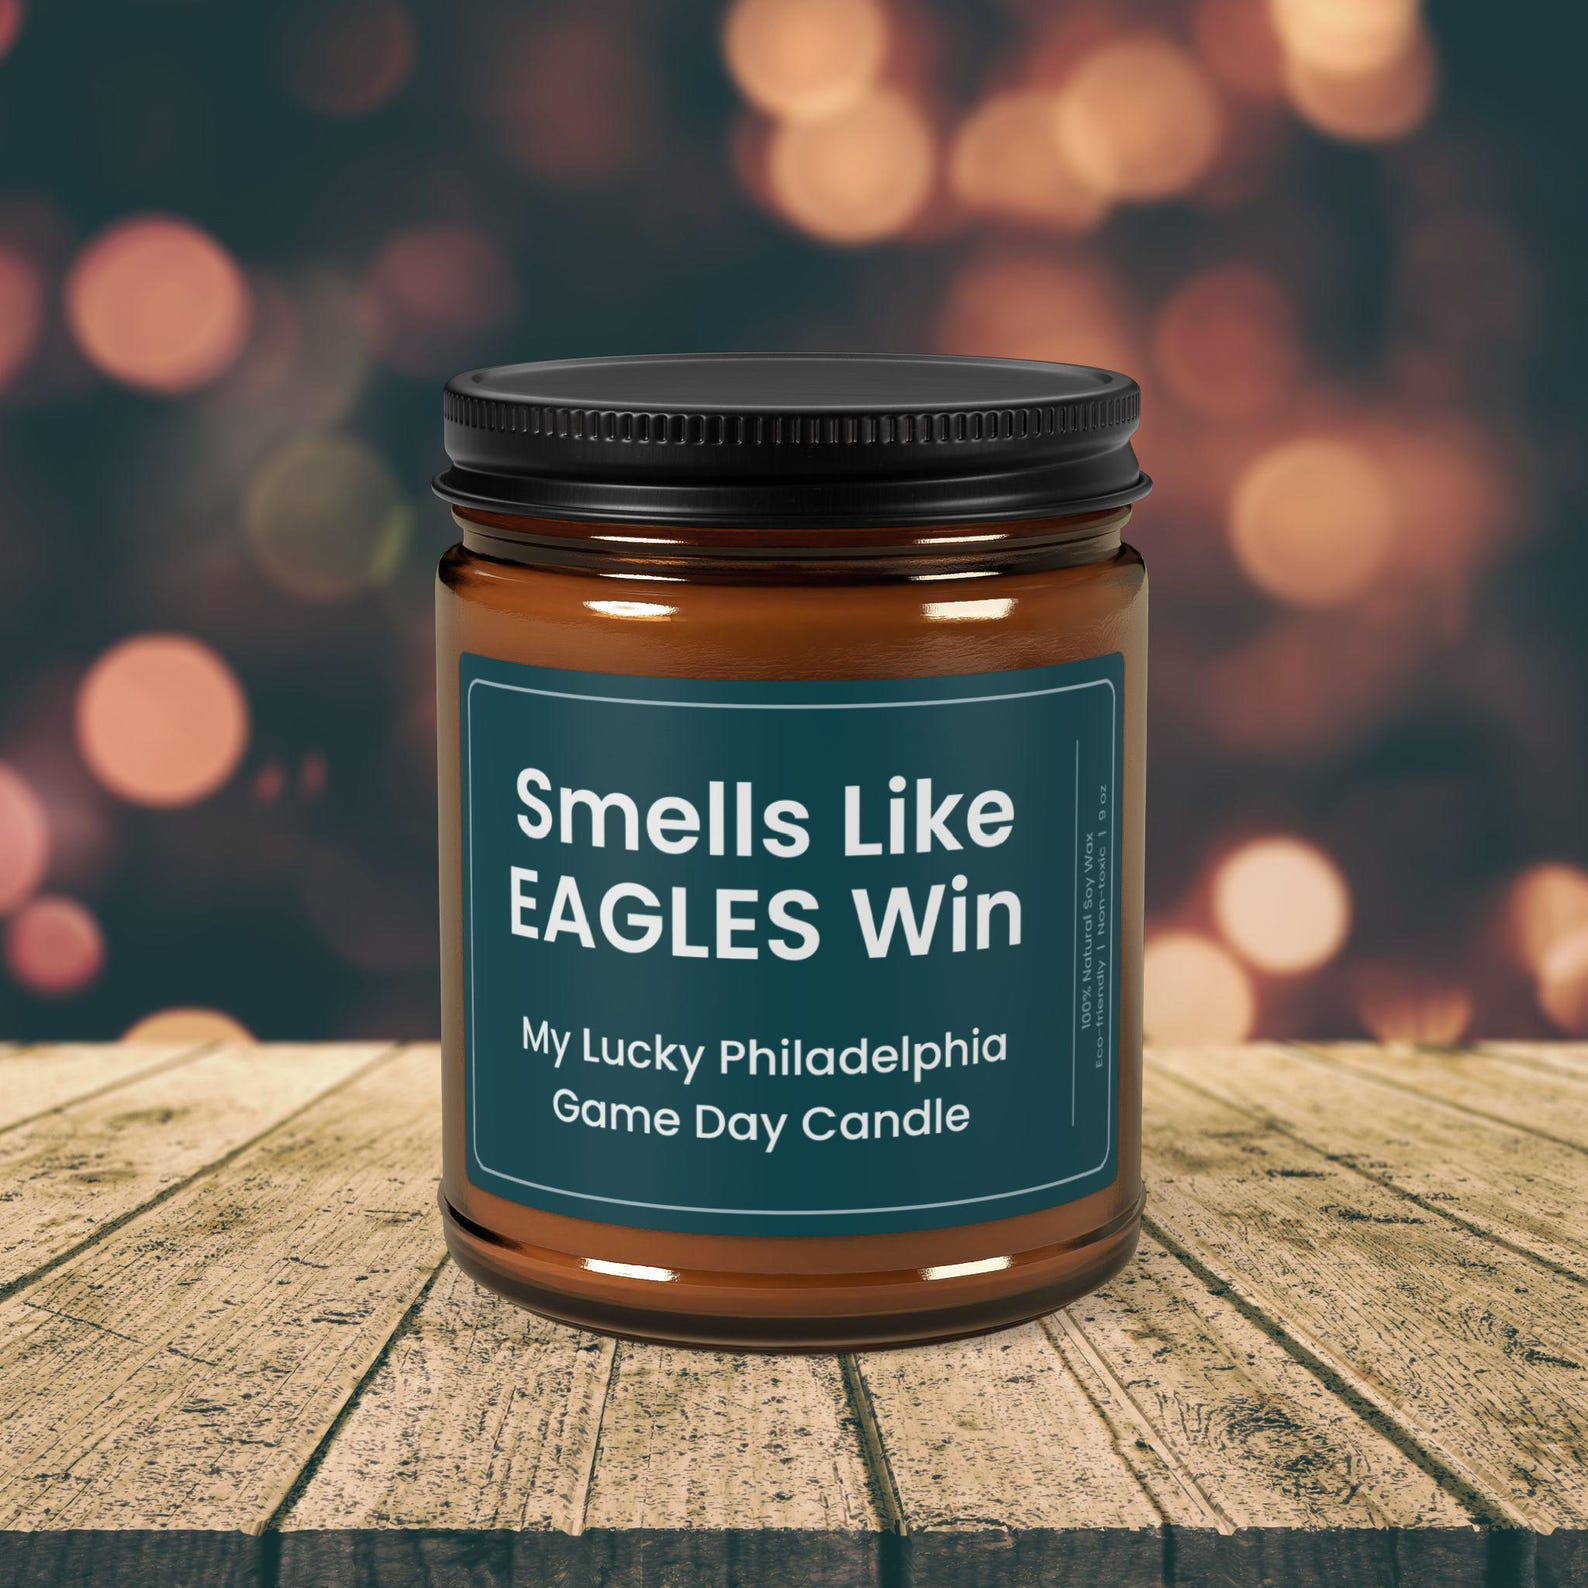 Smells Like
EAGLES Win
My Lucky Philadelphia
Game Day Candle
100% Natural Soy Wax
Eco-friendly | Non-toxic | 9 oz